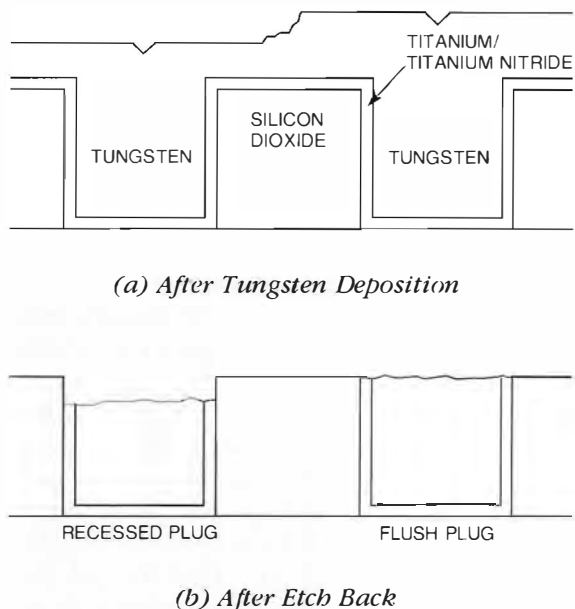 TITANIUM/
TITANIUM NITRIDE
SILICON
DIOXIDE
TUNGSTEN
TUNGSTEN
(a) After Tungsten Deposition
RECESSED PLUG
FLUSH PLUG
(b) After Etch Back